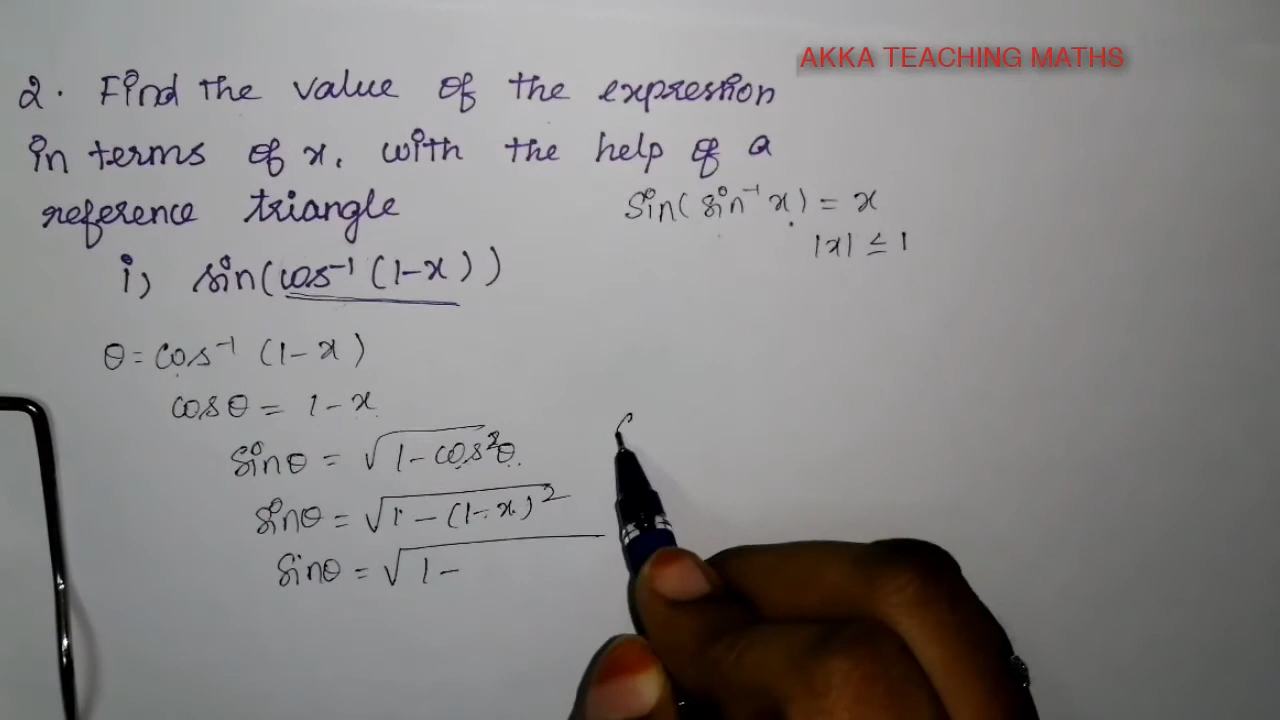 AKKA TEACHING MATHS
2. Find the value of the expression
in terms of x, with the help of a
reference triangle
sin(sin⁻¹ x) = x
|x| ≤ 1
i) sin(cos⁻¹ (1-x))
θ = cos⁻¹ (1-x)
cosθ = 1-x
sinθ = √1-cos²θ
sinθ = √1-(1-x)²
sinθ = √1-